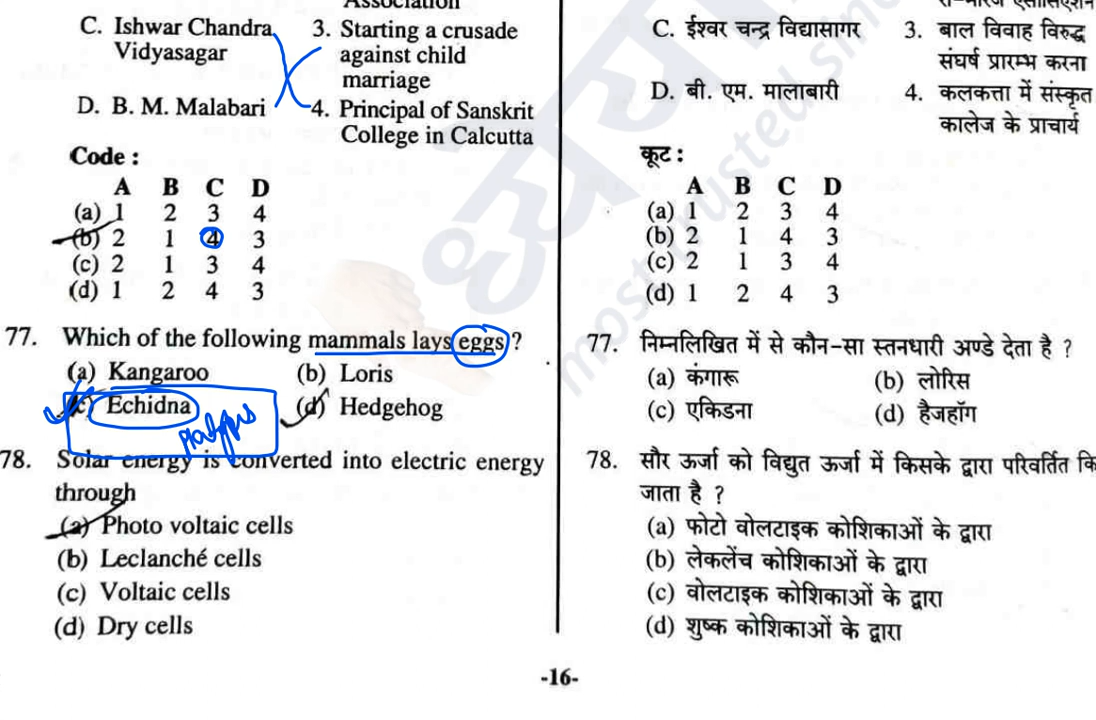 C. Ishwar Chandra
Vidyasagar
3. Starting a crusade
against child
marriage
D. B. M. Malabari
4. Principal of Sanskrit
College in Calcutta
Code :
A B C D
(a) 1 2 3 4
(b) 2 1 4 3
(c) 2 1 3 4
(d) 1 2 4 3
77. Which of the following mammals lays eggs ?
(a) Kangaroo (b) Loris
(c) Echidna (d) Hedgehog
78. Solar energy is converted into electric energy
through
(a) Photo voltaic cells
(b) Leclanché cells
(c) Voltaic cells
(d) Dry cells
C. ईश्वर चन्द्र विद्यासागर
3. बाल विवाह विरुद्ध
संघर्ष प्रारम्भ करना
D. बी. एम. मालाबारी
4. कलकत्ता में संस्कृत
कालेज के प्राचार्य
कूट :
A B C D
(a) 1 2 3 4
(b) 2 1 4 3
(c) 2 1 3 4
(d) 1 2 4 3
77. निम्नलिखित में से कौन-सा स्तनधारी अण्डे देता है ?
(a) कंगारू (b) लोरिस
(c) एकिडना (d) हैजहॉग
78. सौर ऊर्जा को विद्युत ऊर्जा में किसके द्वारा परिवर्तित कि
जाता है ?
(a) फोटो वोलटाइक कोशिकाओं के द्वारा
(b) लेकलेंच कोशिकाओं के द्वारा
(c) वोलटाइक कोशिकाओं के द्वारा
(d) शुष्क कोशिकाओं के द्वारा
-16-
most trusted